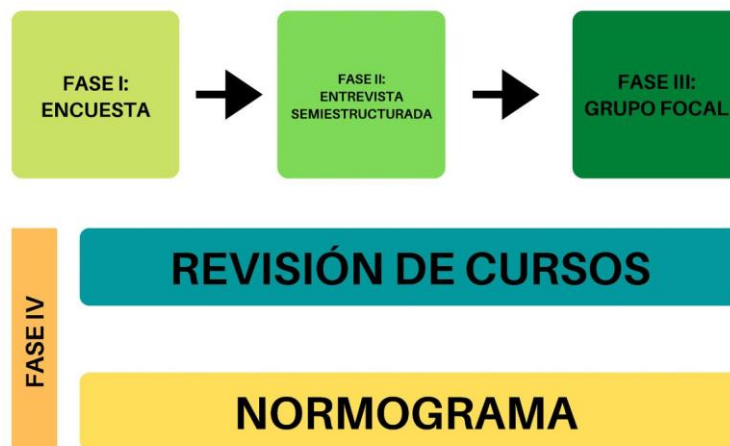 FASE I:
ENCUESTA
FASE II:
ENTREVISTA
SEMIESTRUCTURADA
FASE III:
GRUPO FOCAL
FASE IV
REVISIÓN DE CURSOS
NORMOGRAMA